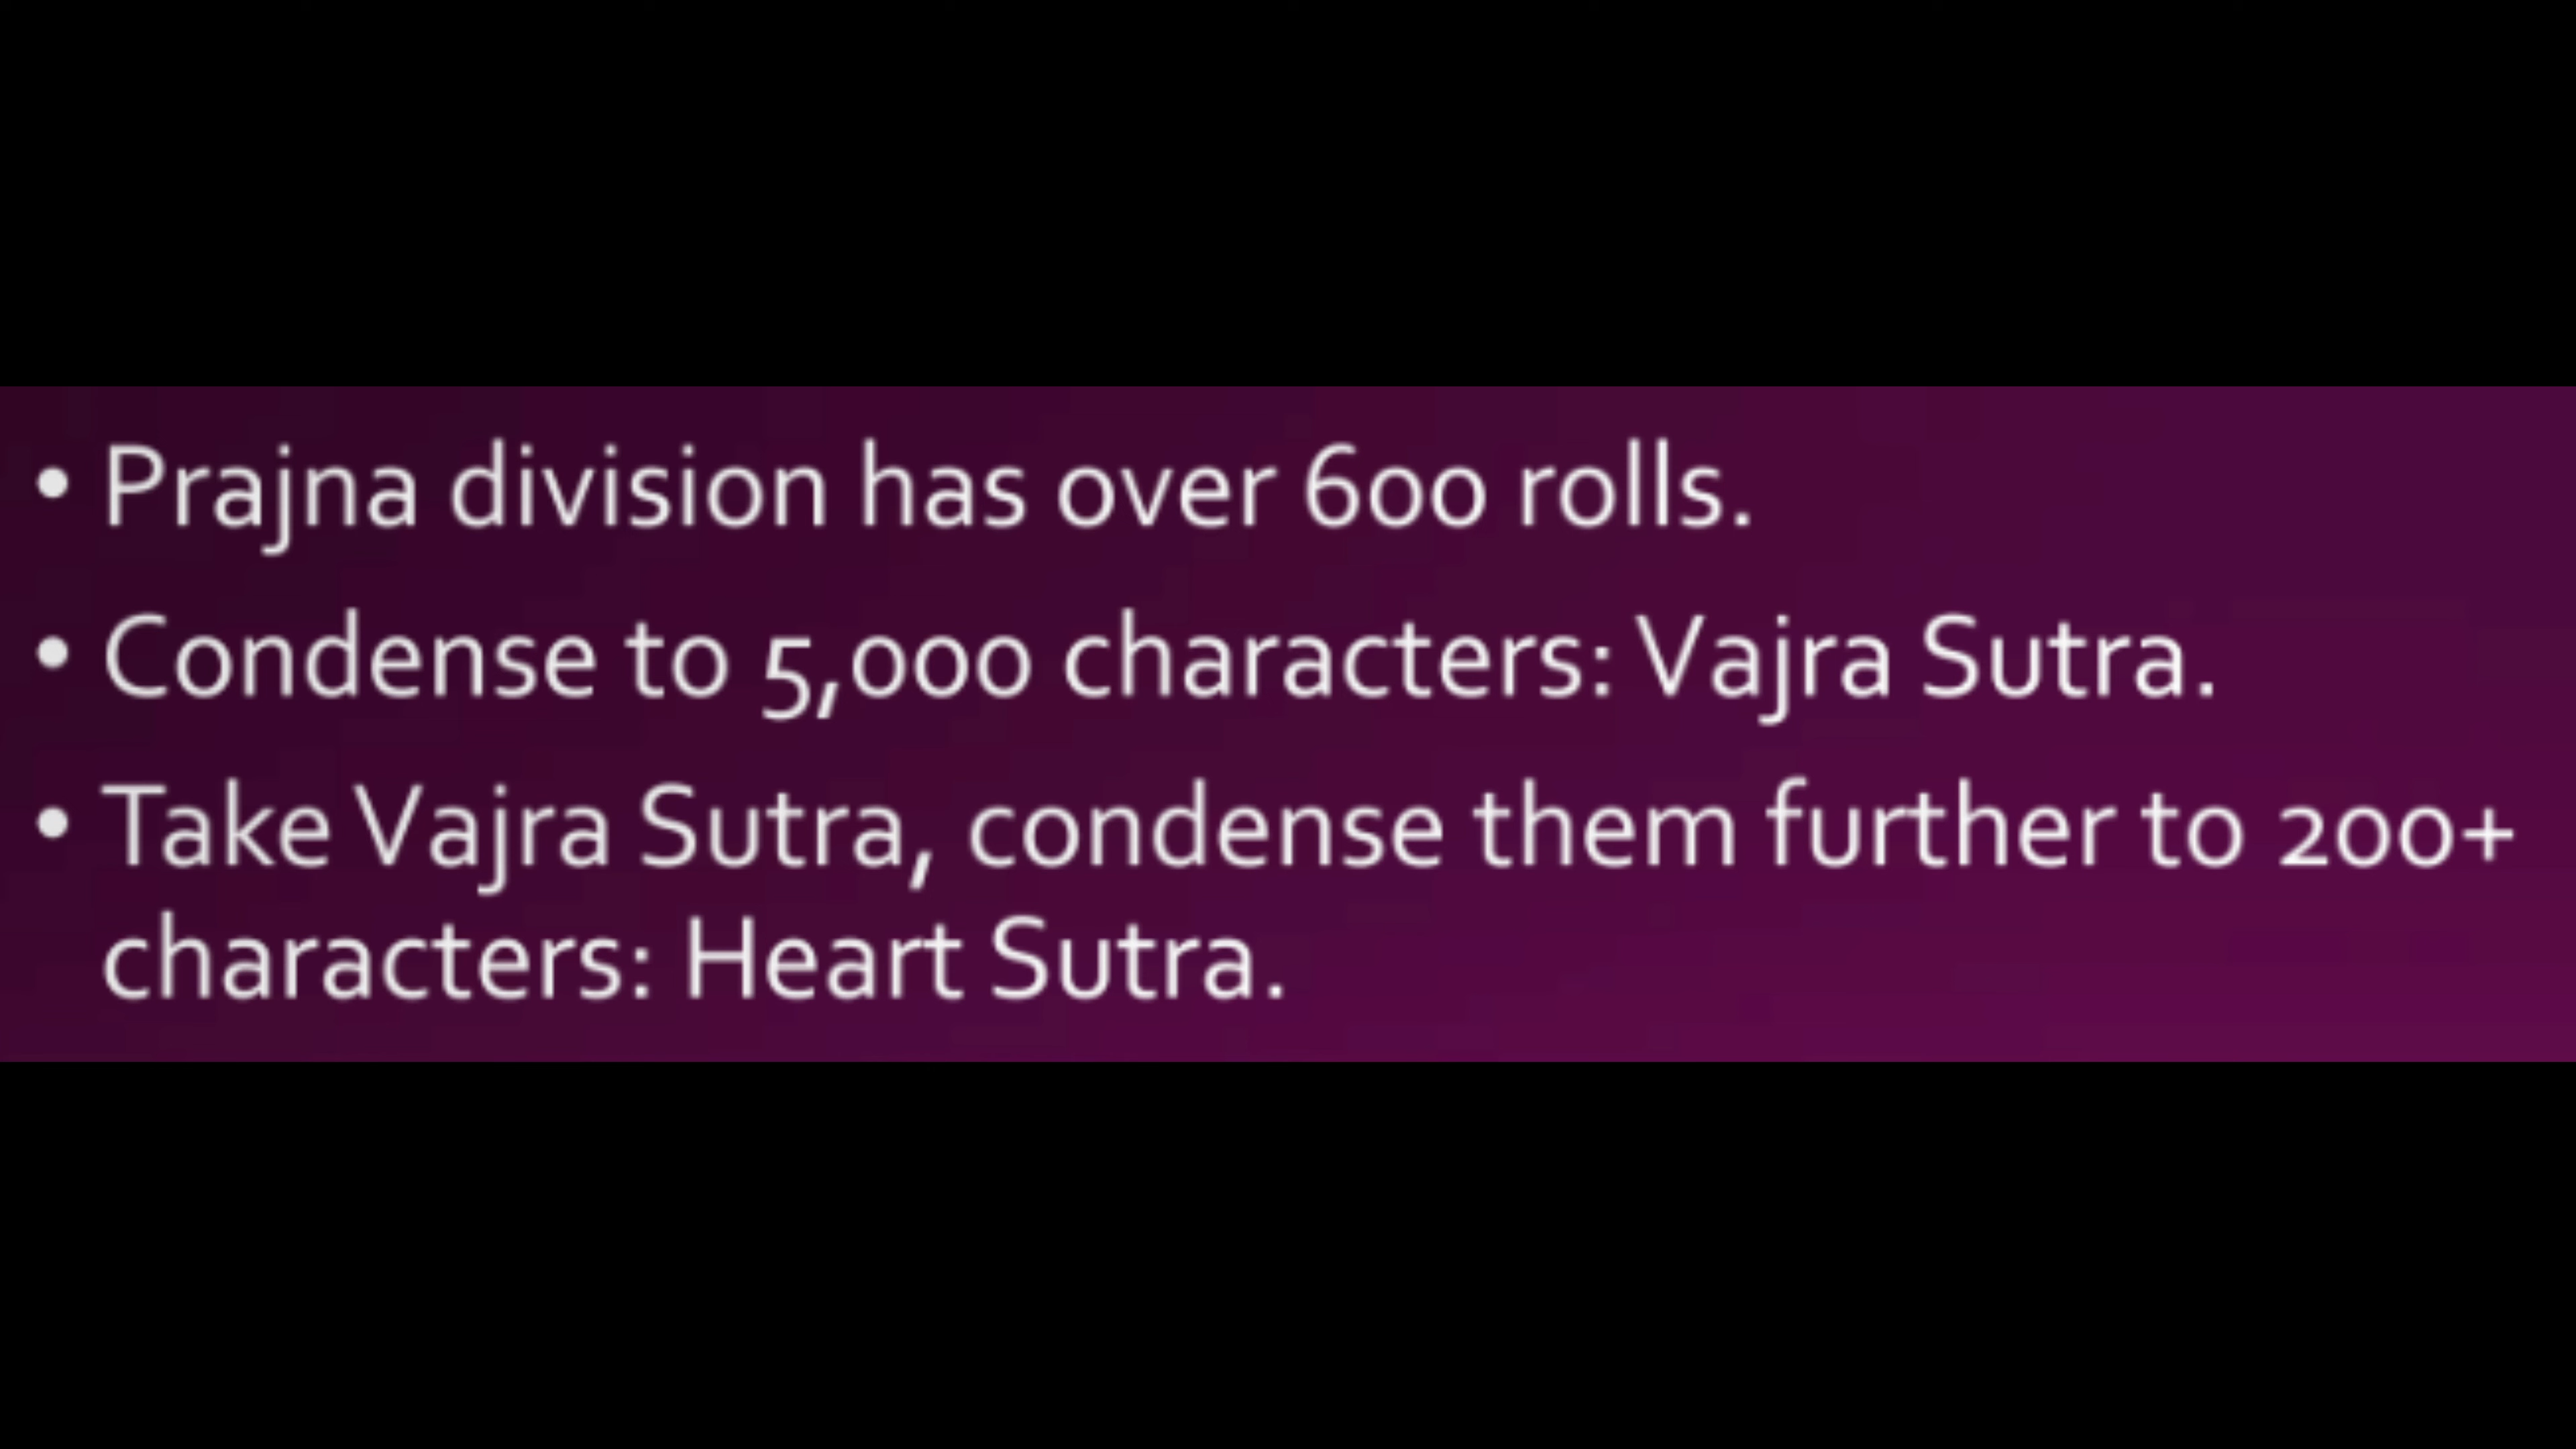 • Prajna division has over 600 rolls.
• Condense to 5,000 characters: Vajra Sutra.
• Take Vajra Sutra, condense them further to 200+
characters: Heart Sutra.